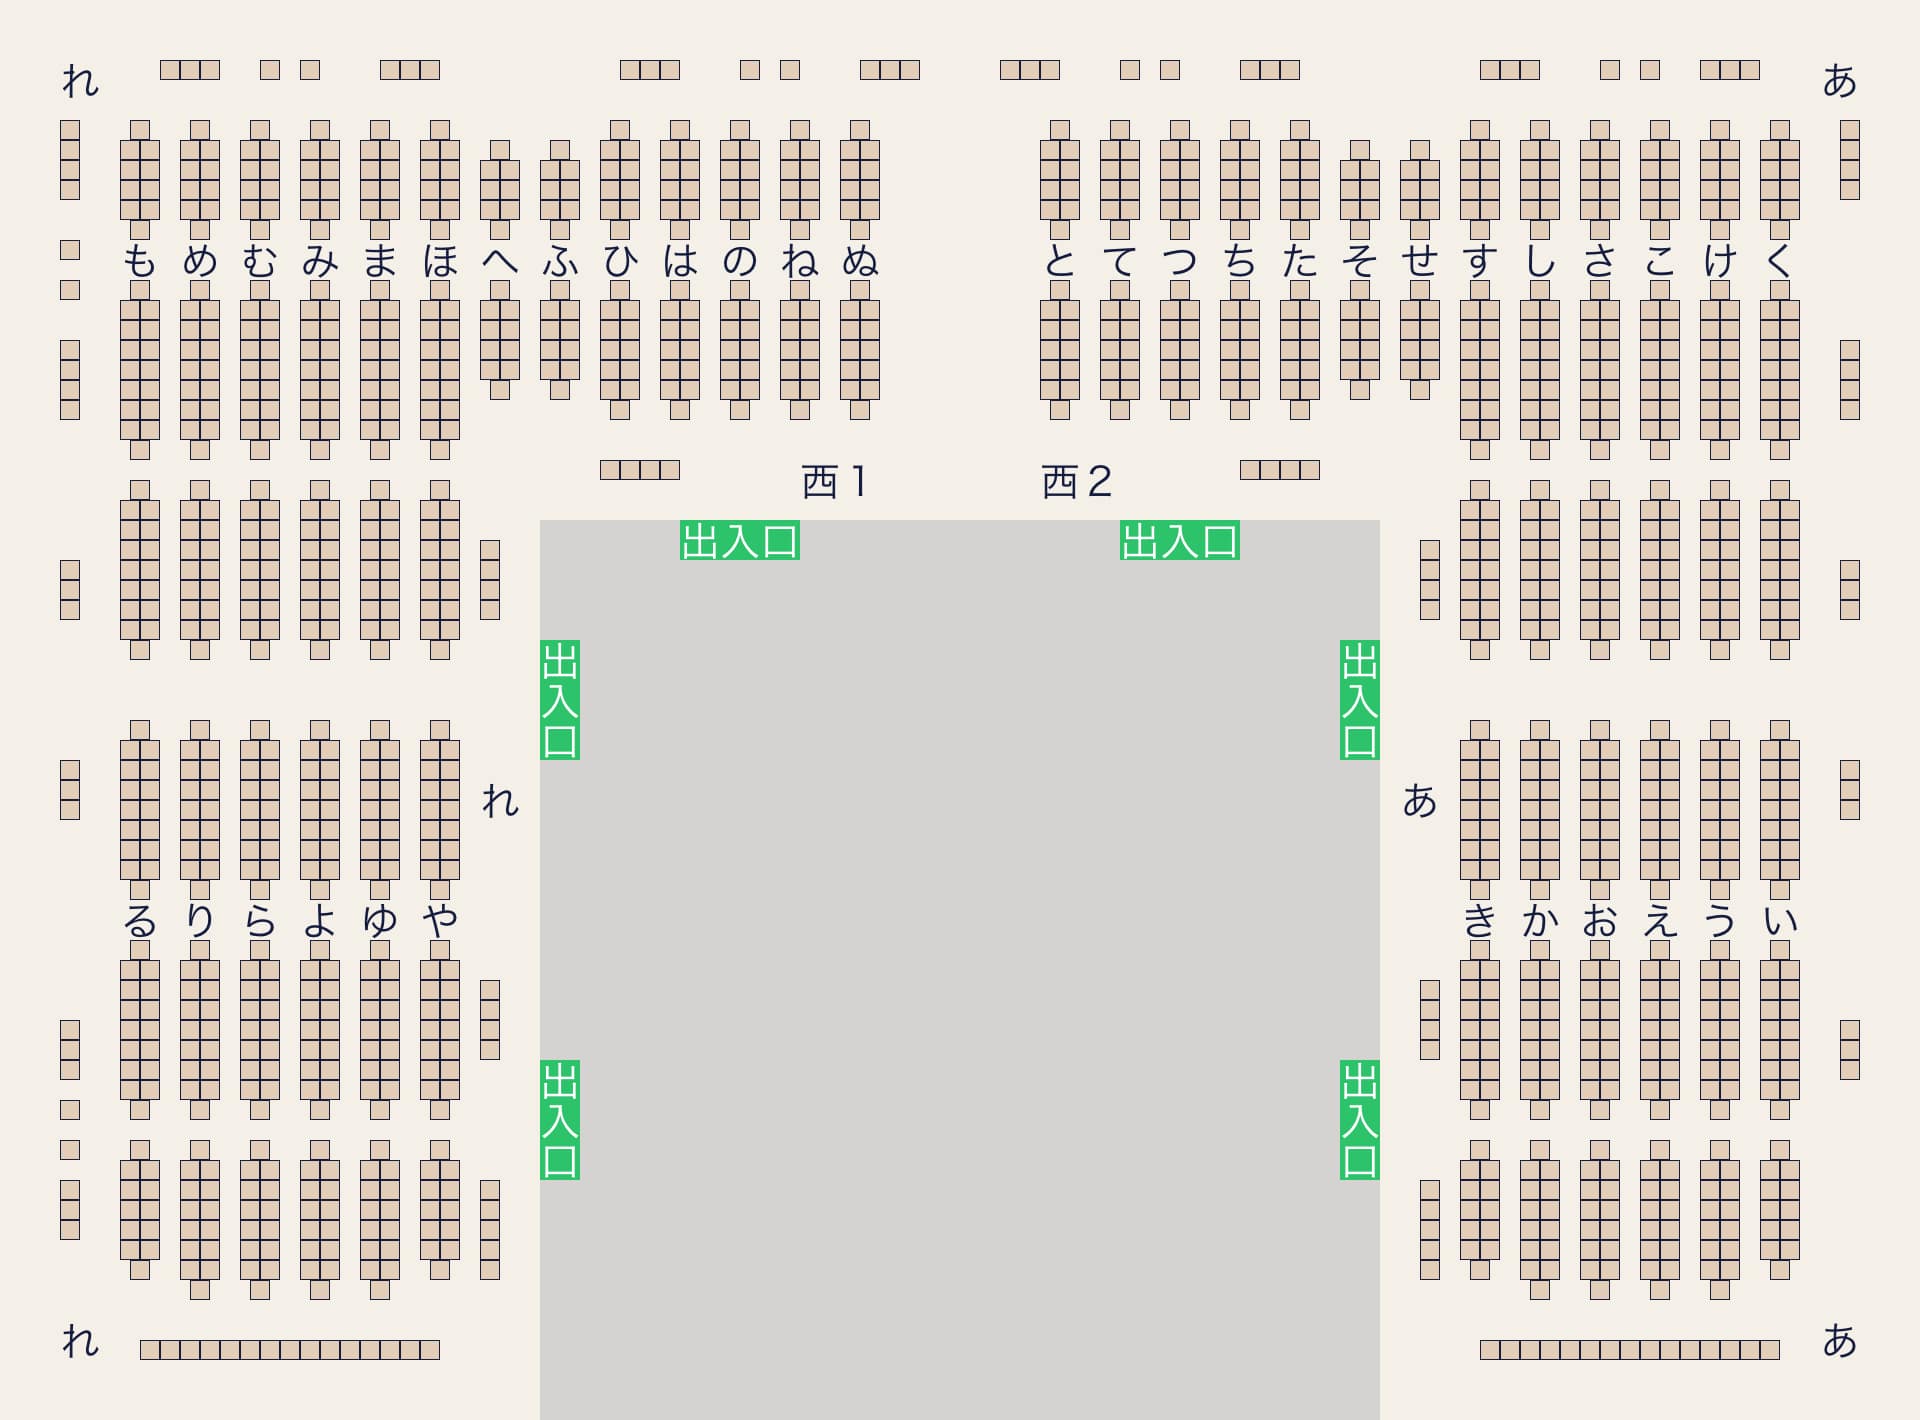 れ
あ
もめむみまほへふひはのねぬ
とてつちたそせすしさこけく
西1
西2
出入口
出入口
出入口
出入口
れ
あ
るりらよゆや
きかおえうい
出入口
出入口
れ
あ